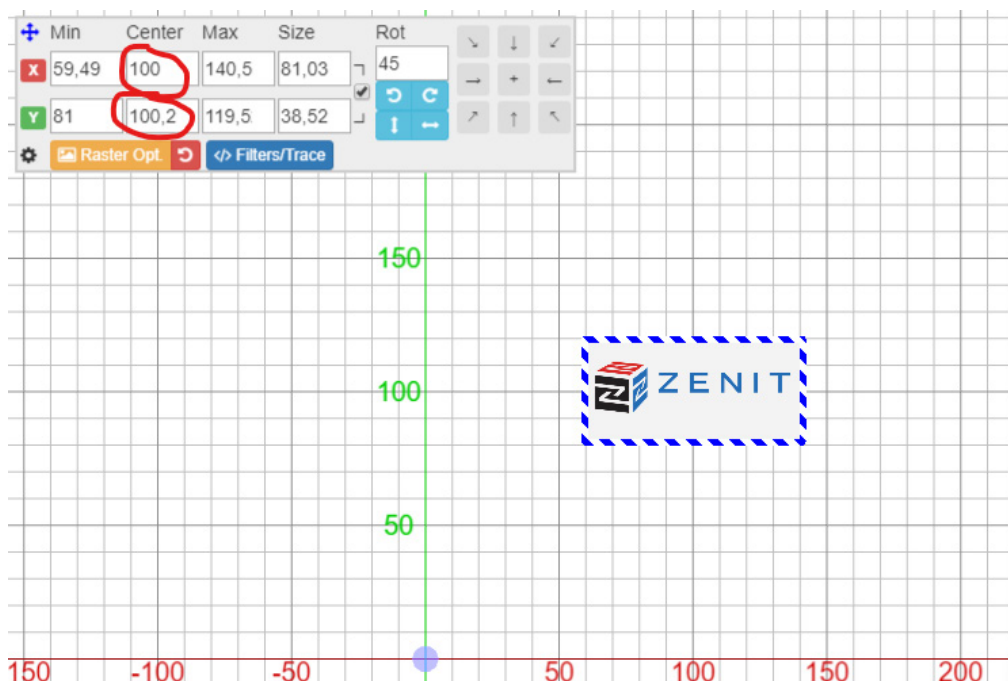 Min Center Max Size Rot
X 59,49 100 140,5 81,03 45
Y 81 100,2 119,5 38,52
Raster Opt. </> Filters/Trace
150
100
50
ZENIT
150 -100 -50 50 100 150 200